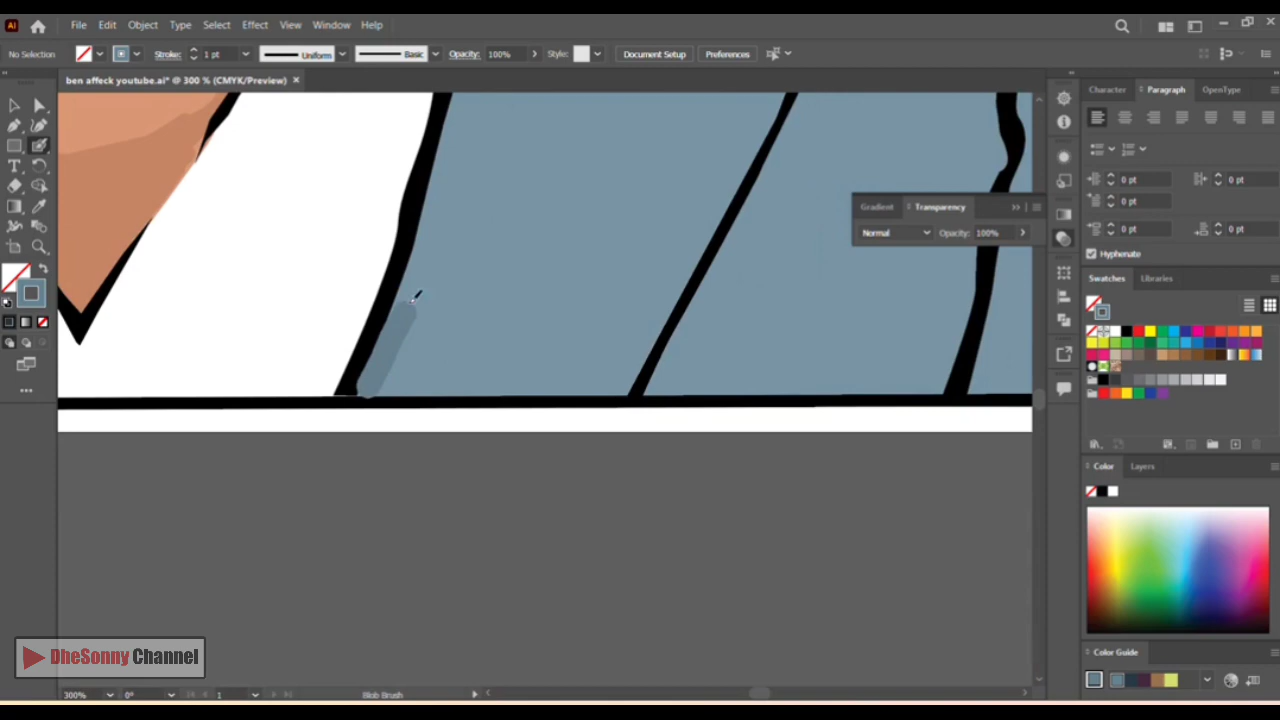 Ai File Edit Object Type Select Effect View Window Help
No Selection Stroke: 1 pt Uniform Basic Opacity: 100% Style: Document Setup Preferences
ben affeck youtube.ai* @ 300 % (CMYK/Preview) ×
Character Paragraph OpenType
0 pt 0 pt
0 pt
0 pt 0 pt
Hyphenate
Gradient Transparency
Normal Opacity: 100%
Swatches Libraries
Color Layers
Color Guide
DheSonny Channel
300% 0° 1 Blob Brush